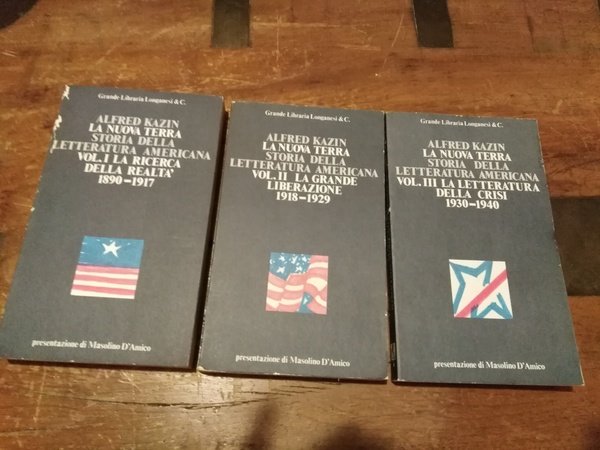 Grande Libraria Longanesi & C.
ALFRED KAZIN
LA NUOVA TERRA
STORIA DELLA
LETTERATURA AMERICANA
VOL. I LA RICERCA
DELLA REALTA'
1890-1917
presentazione di Masolino D'Amico
Grande Libraria Longanesi & C.
ALFRED KAZIN
LA NUOVA TERRA
STORIA DELLA
LETTERATURA AMERICANA
VOL. II LA GRANDE
LIBERAZIONE
1918-1929
presentazione di Masolino D'Amico
Grande Libraria Longanesi & C.
ALFRED KAZIN
LA NUOVA TERRA
STORIA DELLA
LETTERATURA AMERICANA
VOL. III LA LETTERATURA
DELLA CRISI
1930-1940
presentazione di Masolino D'Amico